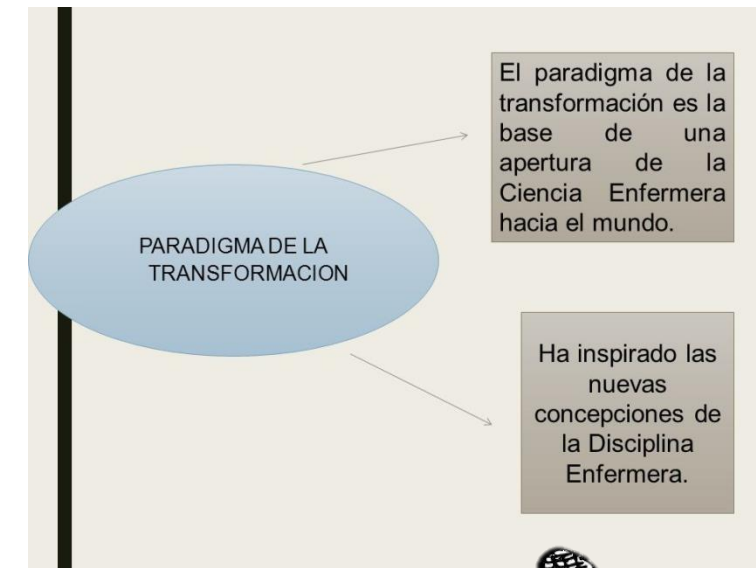 PARADIGMA DE LA
TRANSFORMACION
El paradigma de la
transformación es la
base de una
apertura de la
Ciencia Enfermera
hacia el mundo.
Ha inspirado las
nuevas
concepciones de
la Disciplina
Enfermera.